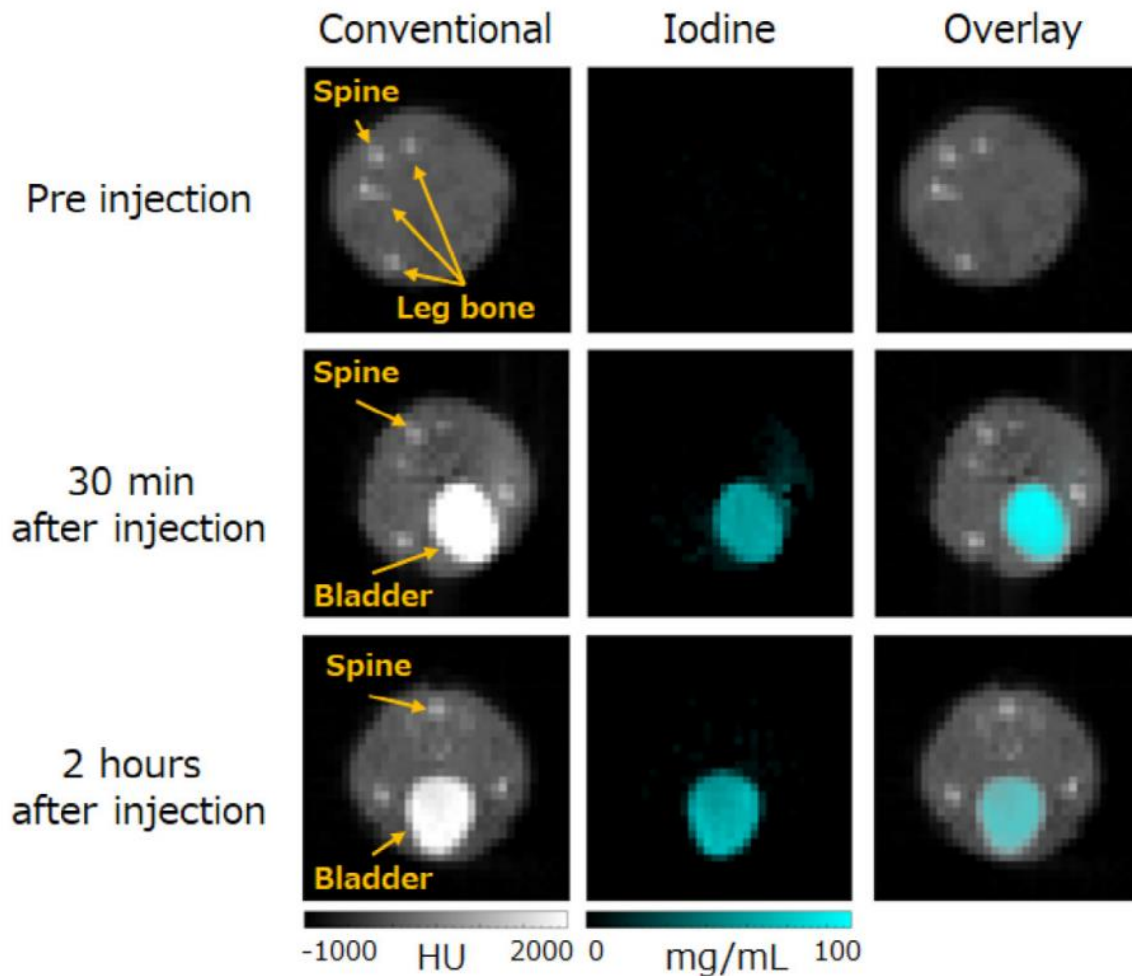 Conventional Iodine Overlay
Spine
Pre injection
Leg bone
Spine
30 min
after injection
Bladder
Spine
2 hours
after injection
Bladder
-1000 HU 2000 0 mg/mL 100